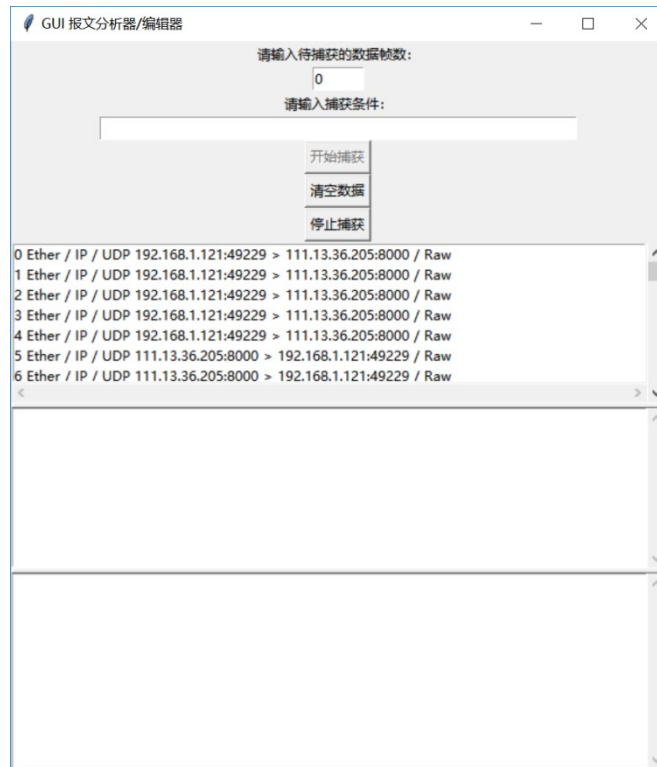 GUI 报文分析器/编辑器
请输入待捕获的数据帧数:
0
请输入捕获条件:
开始捕获
清空数据
停止捕获
0 Ether / IP / UDP 192.168.1.121:49229 > 111.13.36.205:8000 / Raw
1 Ether / IP / UDP 192.168.1.121:49229 > 111.13.36.205:8000 / Raw
2 Ether / IP / UDP 192.168.1.121:49229 > 111.13.36.205:8000 / Raw
3 Ether / IP / UDP 192.168.1.121:49229 > 111.13.36.205:8000 / Raw
4 Ether / IP / UDP 192.168.1.121:49229 > 111.13.36.205:8000 / Raw
5 Ether / IP / UDP 111.13.36.205:8000 > 192.168.1.121:49229 / Raw
6 Ether / IP / UDP 111.13.36.205:8000 > 192.168.1.121:49229 / Raw